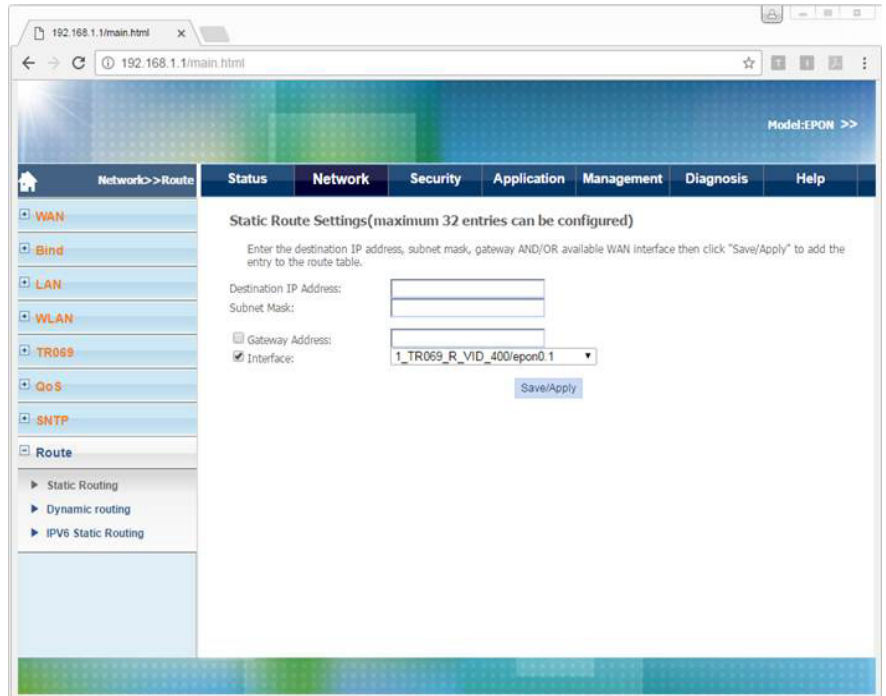 192.168.1.1/main.html
192.168.1.1/main.html
Model:EPON >>
Network>>Route
Status Network Security Application Management Diagnosis Help
WAN
Bind
LAN
WLAN
TR069
QoS
SNTP
Route
Static Routing
Dynamic routing
IPV6 Static Routing
Static Route Settings(maximum 32 entries can be configured)
Enter the destination IP address, subnet mask, gateway AND/OR available WAN interface then click "Save/Apply" to add the
entry to the route table.
Destination IP Address:
Subnet Mask:
Gateway Address:
Interface: 1_TR069_R_VID_400/epon0.1
Save/Apply